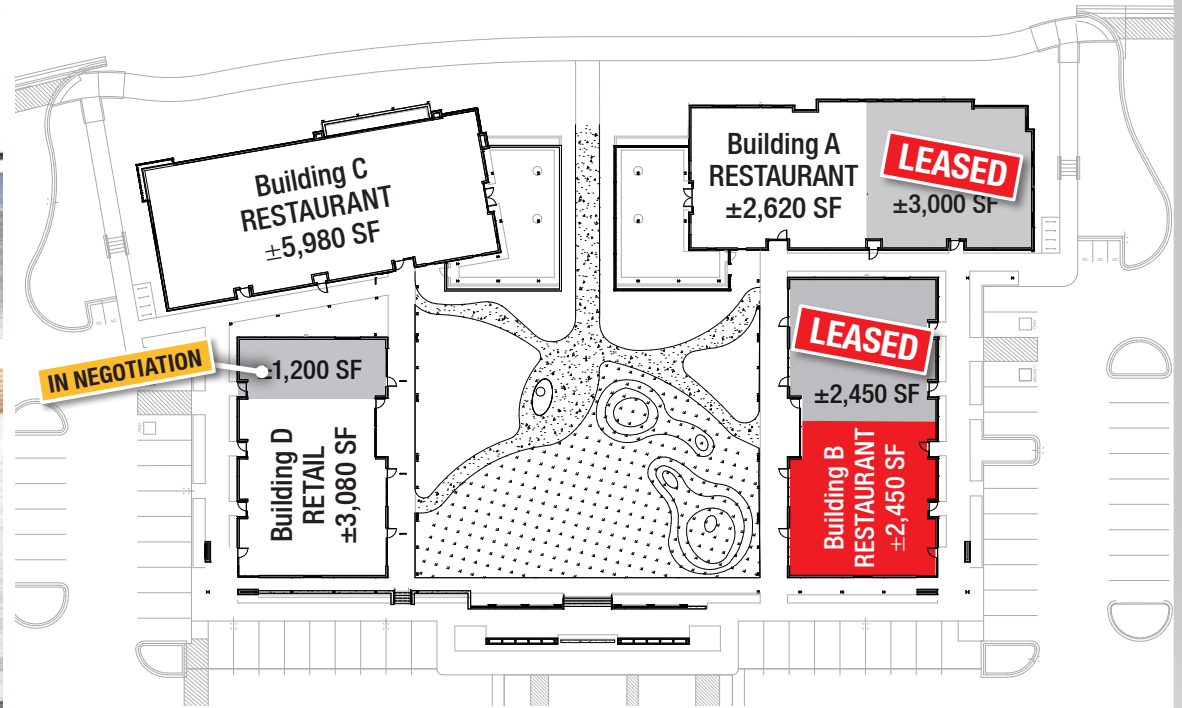 Building C
RESTAURANT
±5,980 SF
Building A
RESTAURANT
±2,620 SF
LEASED
±3,000 SF
IN NEGOTIATION
±1,200 SF
Building D
RETAIL
±3,080 SF
LEASED
±2,450 SF
Building B
RESTAURANT
±2,450 SF